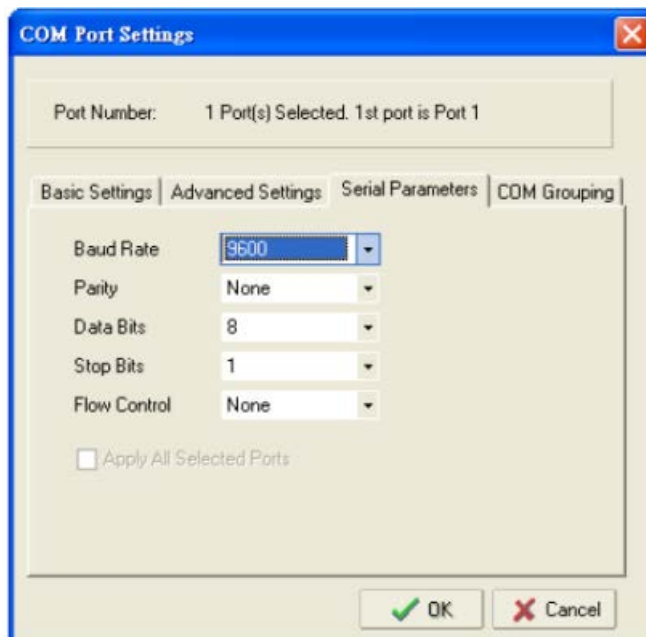 COM Port Settings
Port Number: 1 Port(s) Selected. 1st port is Port 1
Basic Settings Advanced Settings Serial Parameters COM Grouping
Baud Rate 9600
Parity None
Data Bits 8
Stop Bits 1
Flow Control None
Apply All Selected Ports
OK Cancel